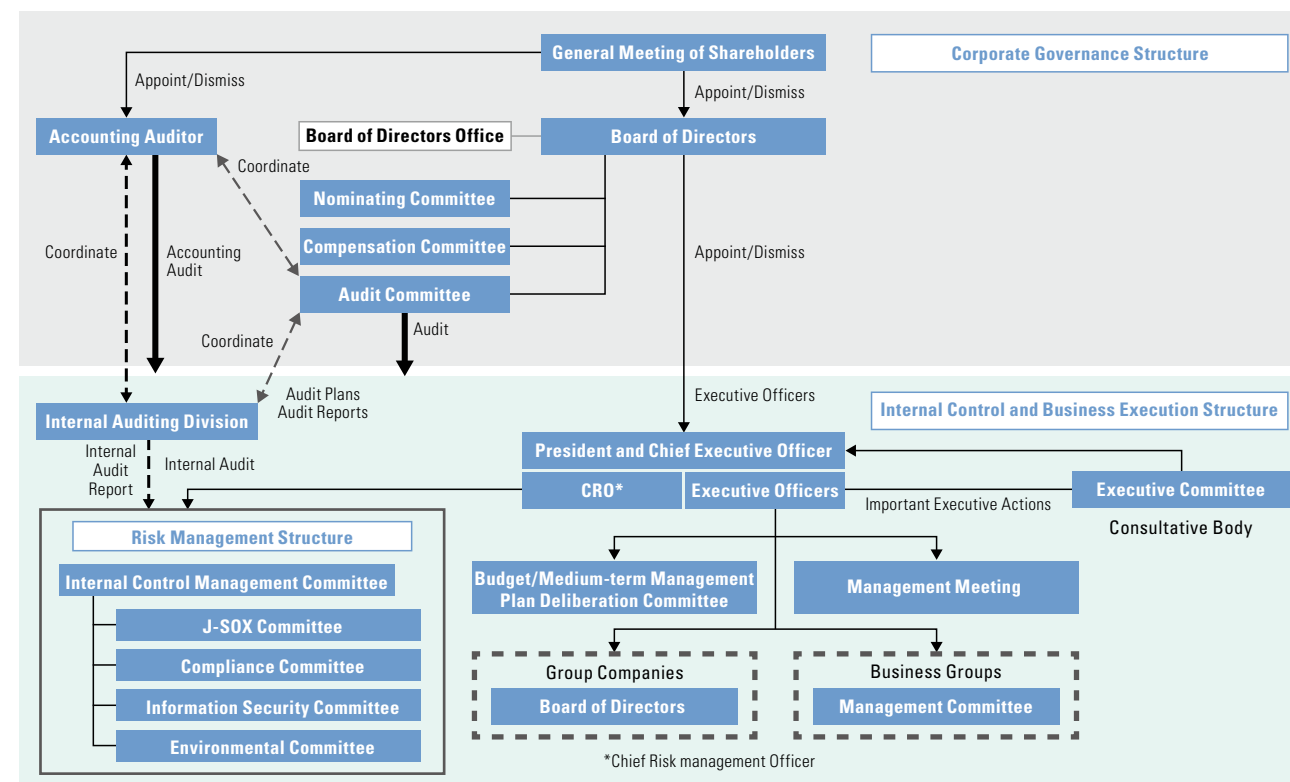 General Meeting of Shareholders
Corporate Governance Structure
Appoint/Dismiss
Appoint/Dismiss
Accounting Auditor
Board of Directors Office
Board of Directors
Coordinate
Nominating Committee
Coordinate
Accounting
Audit
Compensation Committee
Appoint/Dismiss
Audit Committee
Audit
Coordinate
Audit Plans
Audit Reports
Executive Officers
Internal Control and Business Execution Structure
Internal Auditing Division
Internal
Audit
Report
Internal Audit
President and Chief Executive Officer
CRO*
Executive Officers
Important Executive Actions
Executive Committee
Consultative Body
Risk Management Structure
Internal Control Management Committee
J-SOX Committee
Compliance Committee
Information Security Committee
Environmental Committee
Budget/Medium-term Management
Plan Deliberation Committee
Management Meeting
Group Companies
Board of Directors
Business Groups
Management Committee
*Chief Risk management Officer